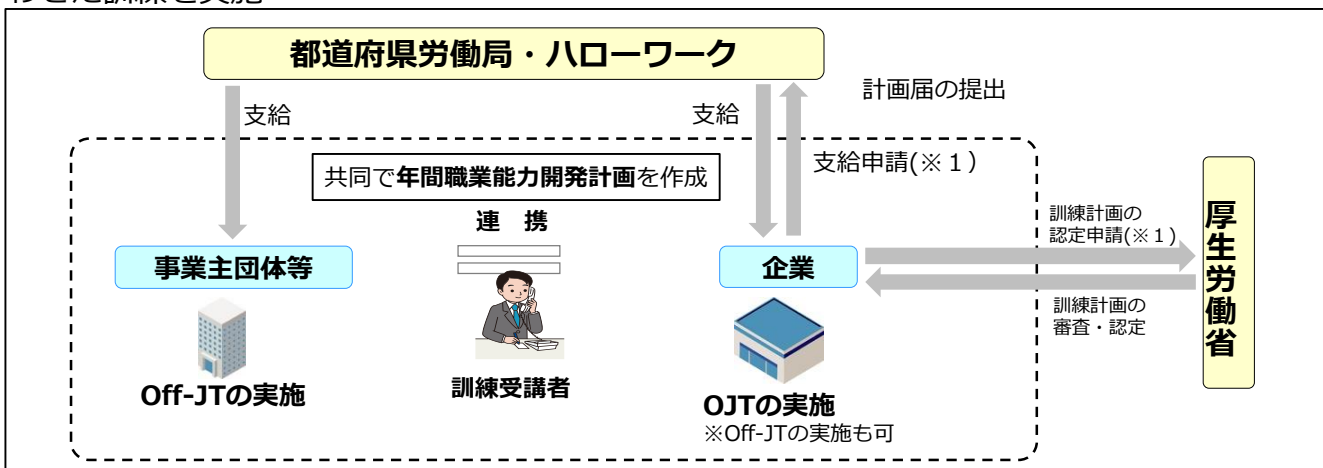 都道府県労働局・ハローワーク
支給
支給
計画届の提出
支給申請(※１)
共同で年間職業能力開発計画を作成
連　携
事業主団体等
企業
訓練計画の
認定申請(※１)
訓練計画の
審査・認定
厚生労働省
Off-JTの実施
訓練受講者
OJTの実施
※Off-JTの実施も可